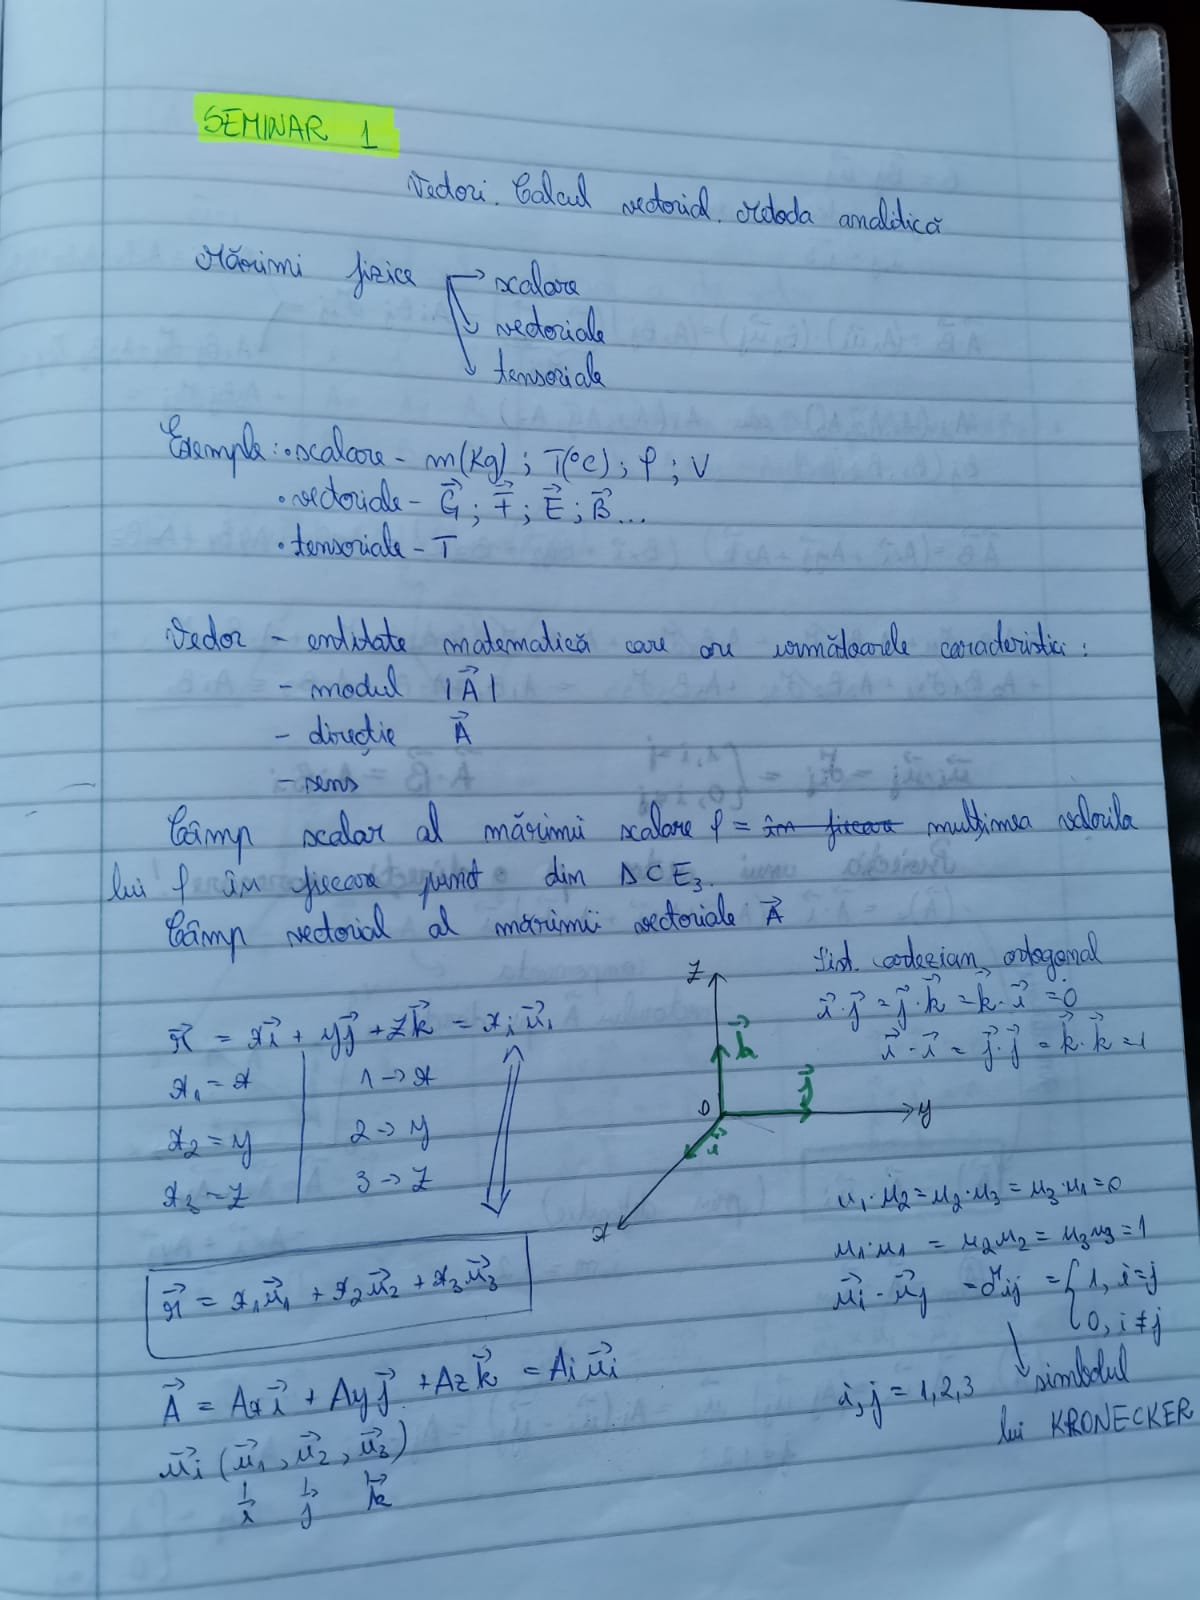 SEMINAR 1
Vectori. Calcul vectorial. Metoda analitică
Mărimi fizice → scalare
→ vectoriale
→ tensoriale
Exemple: • scalare - m(Kg) ; T(°C) ; φ ; V
• vectoriale - G⃗ ; F⃗ ; E⃗ ; B⃗ ...
• tensoriale - T
Vector - entitate matematică care are următoarele caracteristici :
- modul |A⃗|
- direcție A⃗
- sens
Câmp scalar al mărimii scalare φ = în fiecare mulțimea valorila
lui φ în fiecare punct din D⊂E₃.
Câmp vectorial al mărimii vectoriale A⃗
Sist. cartezian ortogonal
i⃗·j⃗ = j⃗·k⃗ = k⃗·i⃗ = 0
i⃗·i⃗ = j⃗·j⃗ = k⃗·k⃗ = 1
r⃗ = xi⃗ + yj⃗ + zk⃗ = xᵢu⃗ᵢ
x₁ = x | 1 → x
x₂ = y | 2 → y
x₃ = z | 3 → z
z
k⃗
j⃗
O
y
i⃗
x
r⃗ = x₁u⃗₁ + x₂u⃗₂ + x₃u⃗₃
u₁·u₂ = u₂·u₃ = u₃·u₁ = 0
u₁·u₁ = u₂u₂ = u₃u₃ = 1
u⃗ᵢ·u⃗ⱼ = δᵢⱼ = { 1, i=j
0, i≠j
i, j = 1,2,3
simbolul
lui KRONECKER
A⃗ = Axi⃗ + Ayj⃗ + Azk⃗ = Aᵢu⃗ᵢ
u⃗ᵢ (u⃗₁, u⃗₂, u⃗₃)
i⃗ j⃗ k⃗